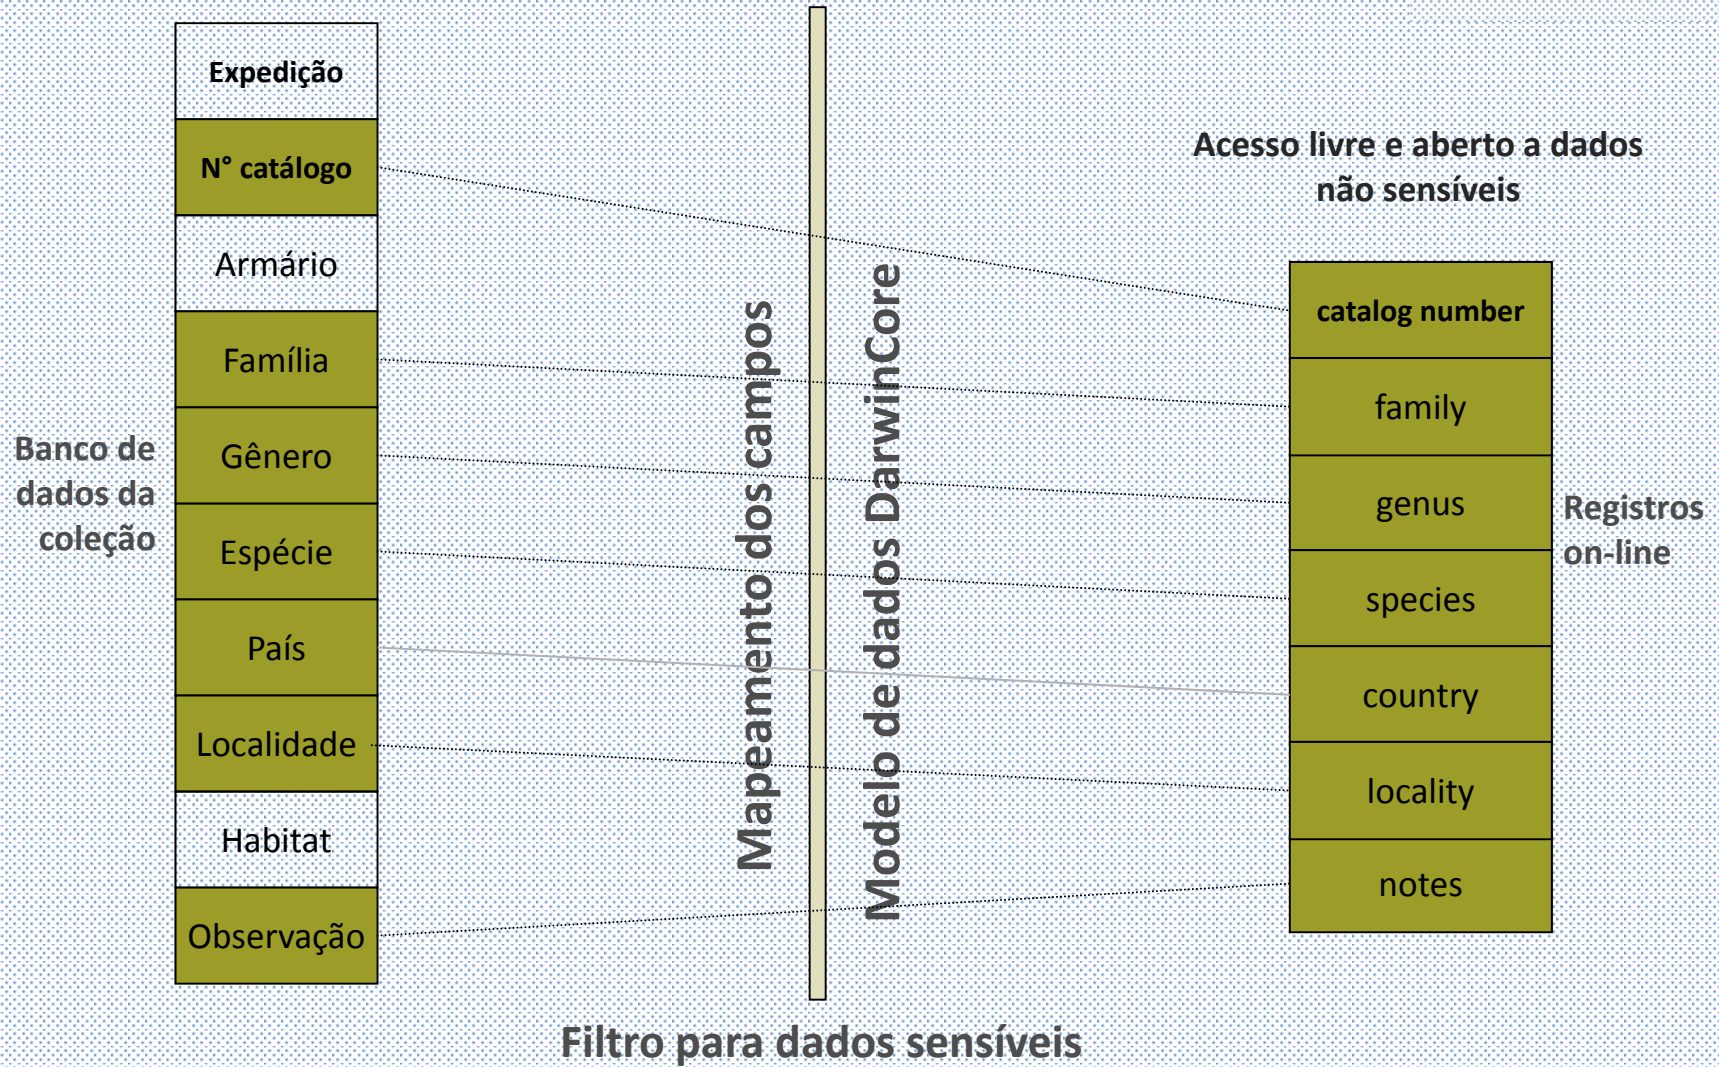 Expedição
N° catálogo
Armário
Família
Gênero
Espécie
País
Localidade
Habitat
Observação
Banco de
dados da
coleção
Mapeamento dos campos
Modelo de dados DarwinCore
Acesso livre e aberto a dados
não sensíveis
catalog number
family
genus
species
country
locality
notes
Registros
on-line
Filtro para dados sensíveis